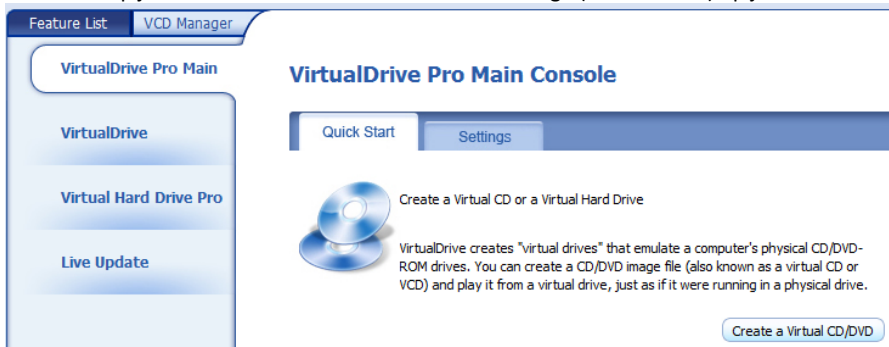 Feature List
VCD Manager
VirtualDrive Pro Main
VirtualDrive
Virtual Hard Drive Pro
Live Update
VirtualDrive Pro Main Console
Quick Start
Settings
Create a Virtual CD or a Virtual Hard Drive
VirtualDrive creates "virtual drives" that emulate a computer's physical CD/DVD-
ROM drives. You can create a CD/DVD image file (also known as a virtual CD or
VCD) and play it from a virtual drive, just as if it were running in a physical drive.
Create a Virtual CD/DVD